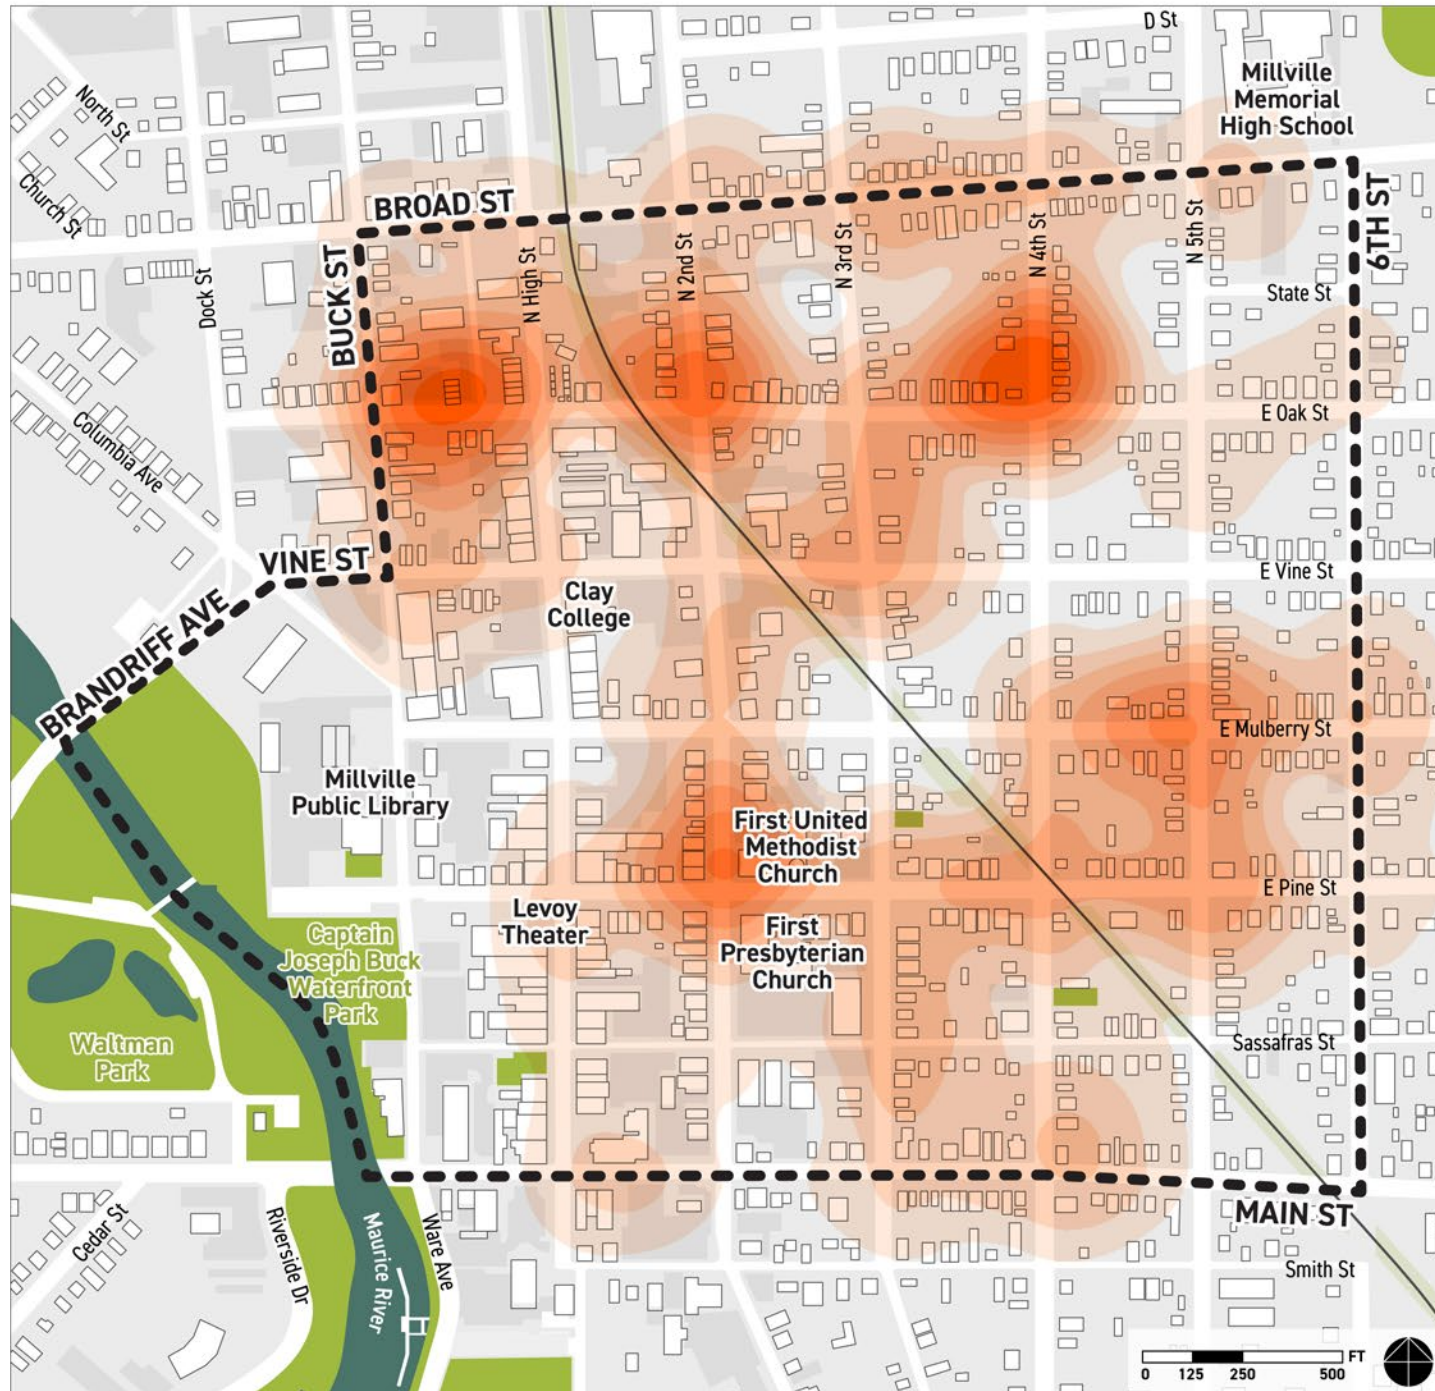 D St
Millville
Memorial
High School
North St
Church St
BROAD ST
6TH ST
BUCK ST
Dock St
N High St
N 2nd St
N 3rd St
N 4th St
N 5th St
State St
E Oak St
Columbia Ave
VINE ST
E Vine St
BRANDRIFF AVE
Clay
College
E Mulberry St
Millville
Public Library
First United
Methodist
Church
E Pine St
Levoy
Theater
First
Presbyterian
Church
Captain
Joseph Buck
Waterfront
Park
Waltman
Park
Sassafras St
MAIN ST
Cedar St
Riverside Dr
Maurice River
Ware Ave
Smith St
0 125 250 500 FT